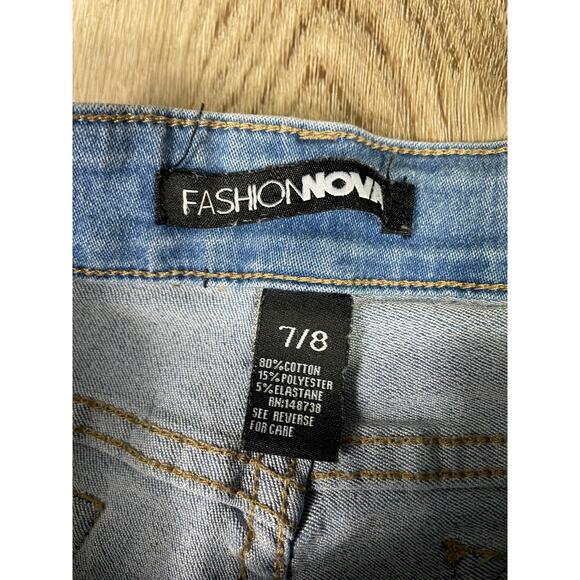 FASHIONNOVA
7/8
80%COTTON
15%POLYESTER
5%ELASTANE
RN:148738
SEE REVERSE
FOR CARE